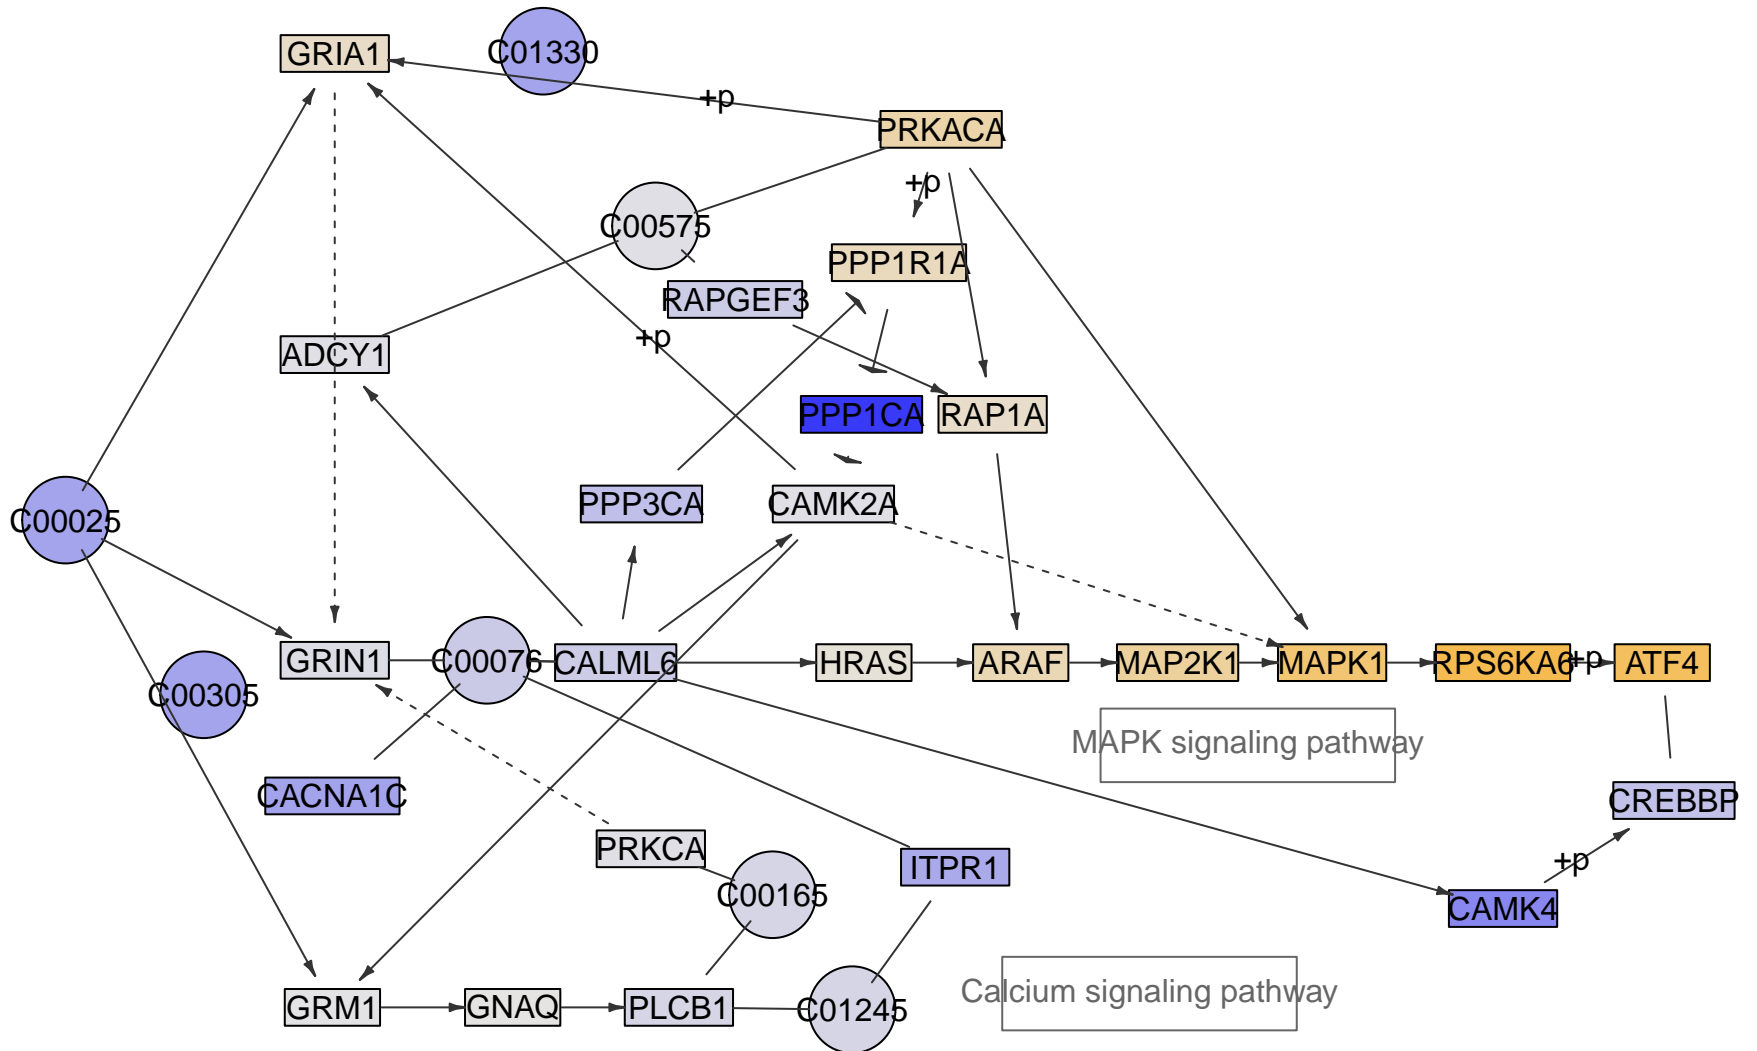 GRIA1
C01330
+p
PRKACA
+p
C00575
PPP1R1A
RAPGEF3
+p
ADCY1
PPP1CA
RAP1A
PPP3CA
CAMK2A
C00025
GRIN1
C00076
CALML6
HRAS
ARAF
MAP2K1
MAPK1
RPS6KA6
+p
ATF4
C00305
MAPK signaling pathway
CACNA1C
CREBBP
PRKCA
ITPR1
+p
C00165
CAMK4
Calcium signaling pathway
GRM1
GNAQ
PLCB1
C01245